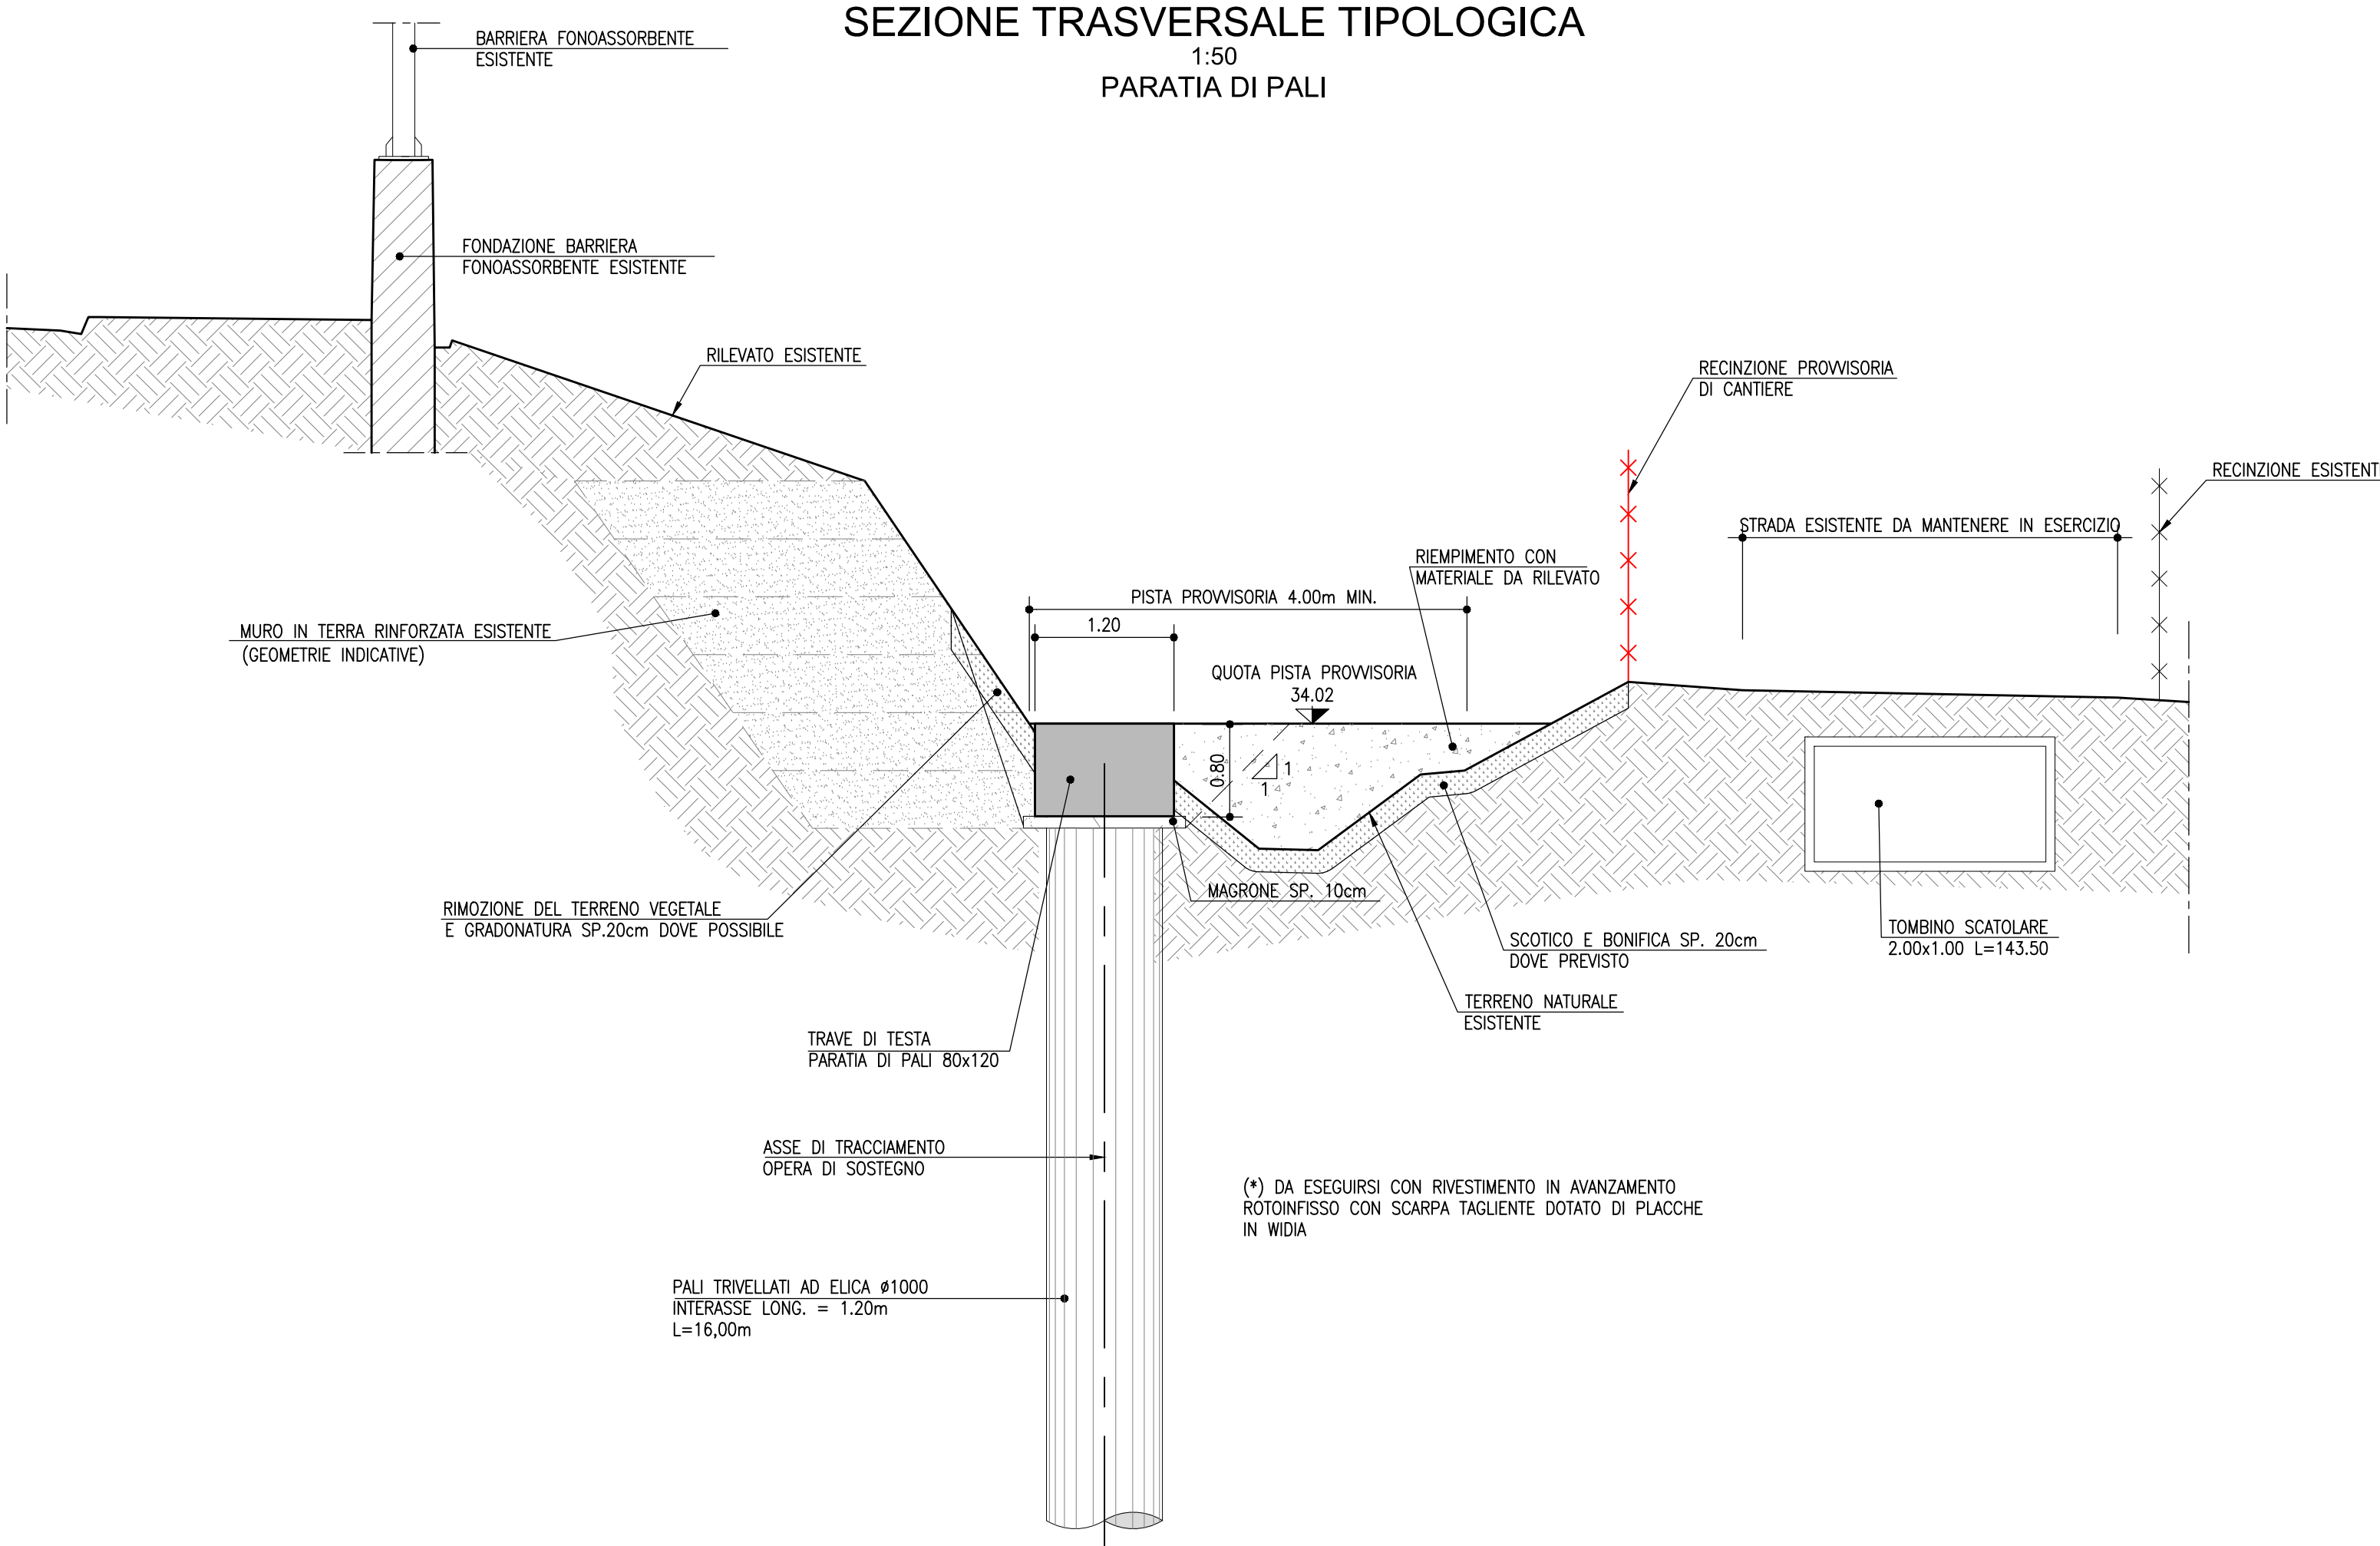 SEZIONE TRASVERSALE TIPOLOGICA
1:50
PARATIA DI PALI
BARRIERA FONOASSORBENTE
ESISTENTE
FONDAZIONE BARRIERA
FONOASSORBENTE ESISTENTE
RILEVATO ESISTENTE
RECINZIONE PROVVISORIA
DI CANTIERE
RECINZIONE ESISTENT
STRADA ESISTENTE DA MANTENERE IN ESERCIZIO
RIEMPIMENTO CON
MATERIALE DA RILEVATO
PISTA PROVVISORIA 4.00m MIN.
1.20
MURO IN TERRA RINFORZATA ESISTENTE
(GEOMETRIE INDICATIVE)
QUOTA PISTA PROVVISORIA
34.02
0.80
1
1
MAGRONE SP. 10cm
RIMOZIONE DEL TERRENO VEGETALE
E GRADONATURA SP.20cm DOVE POSSIBILE
SCOTICO E BONIFICA SP. 20cm
DOVE PREVISTO
TOMBINO SCATOLARE
2.00x1.00 L=143.50
TERRENO NATURALE
ESISTENTE
TRAVE DI TESTA
PARATIA DI PALI 80x120
ASSE DI TRACCIAMENTO
OPERA DI SOSTEGNO
(*) DA ESEGUIRSI CON RIVESTIMENTO IN AVANZAMENTO
ROTOINFISSO CON SCARPA TAGLIENTE DOTATO DI PLACCHE
IN WIDIA
PALI TRIVELLATI AD ELICA ø1000
INTERASSE LONG. = 1.20m
L=16,00m